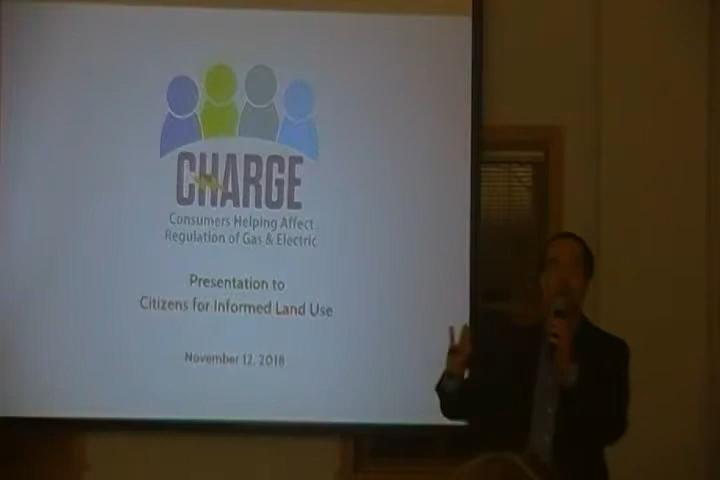 CHARGE
Consumers Helping Affect
Regulation of Gas & Electric
Presentation to
Citizens for Informed Land Use
November 12, 2018